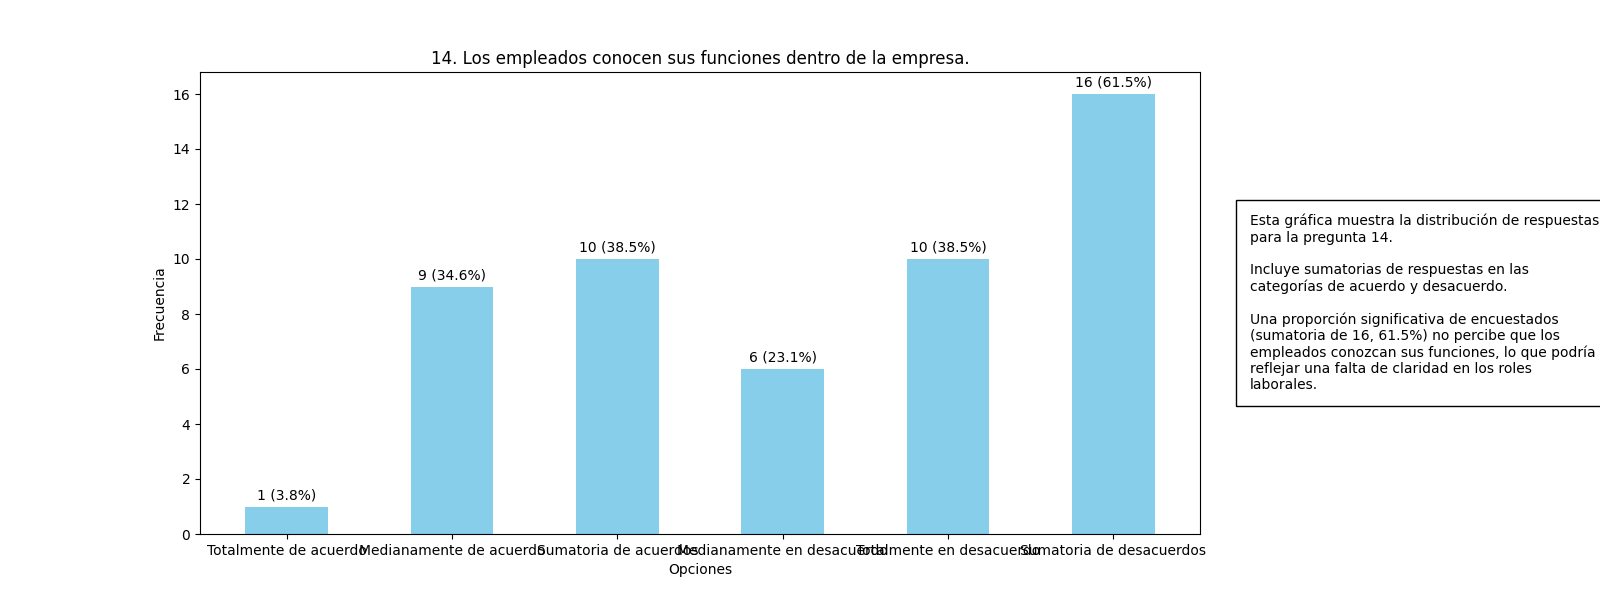 14. Los empleados conocen sus funciones dentro de la empresa.
16 (61.5%)
10 (38.5%)
10 (38.5%)
9 (34.6%)
6 (23.1%)
1 (3.8%)
16
14
12
10
8
6
4
2
0
Frecuencia
Totalmente de acuerdo
Medianamente de acuerdo
Sumatoria de acuerdos
Medianamente en desacuerdo
Totalmente en desacuerdo
Sumatoria de desacuerdos
Opciones
Esta gráfica muestra la distribución de respuestas
para la pregunta 14.
Incluye sumatorias de respuestas en las
categorías de acuerdo y desacuerdo.
Una proporción significativa de encuestados
(sumatoria de 16, 61.5%) no percibe que los
empleados conozcan sus funciones, lo que podría
reflejar una falta de claridad en los roles
laborales.